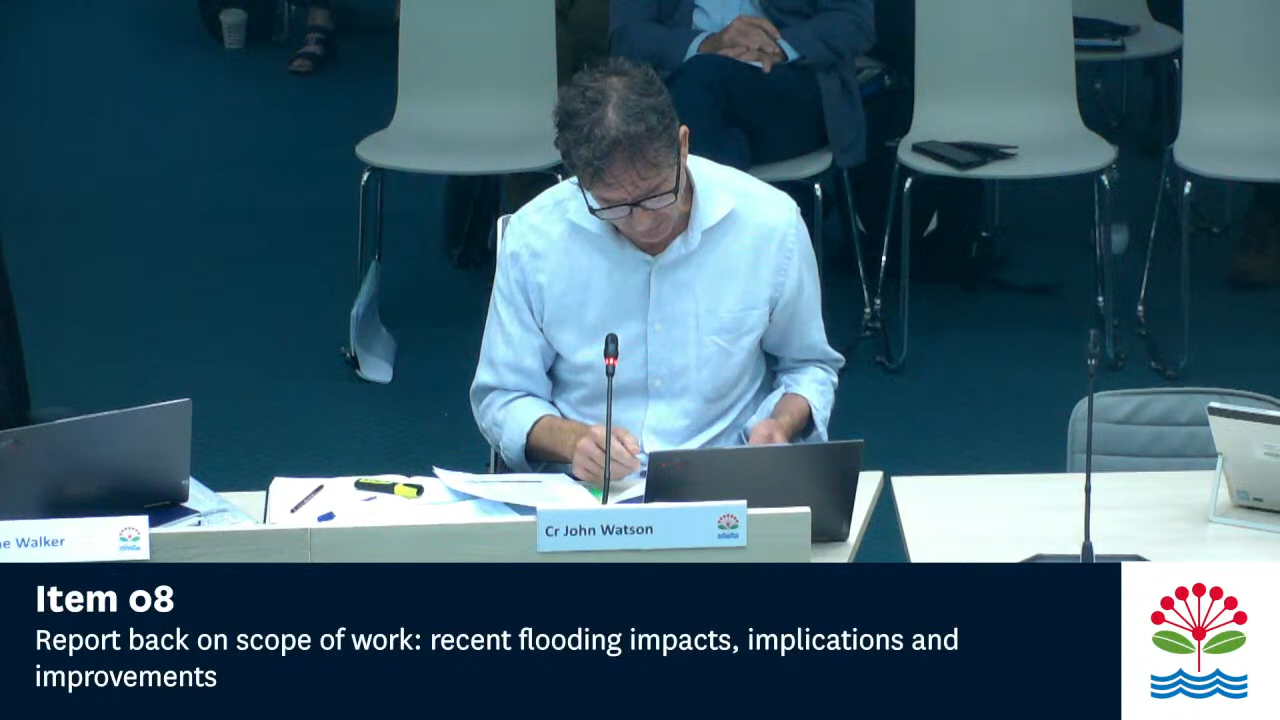 ne Walker
Cr John Watson
Item 08
Report back on scope of work: recent flooding impacts, implications and
improvements